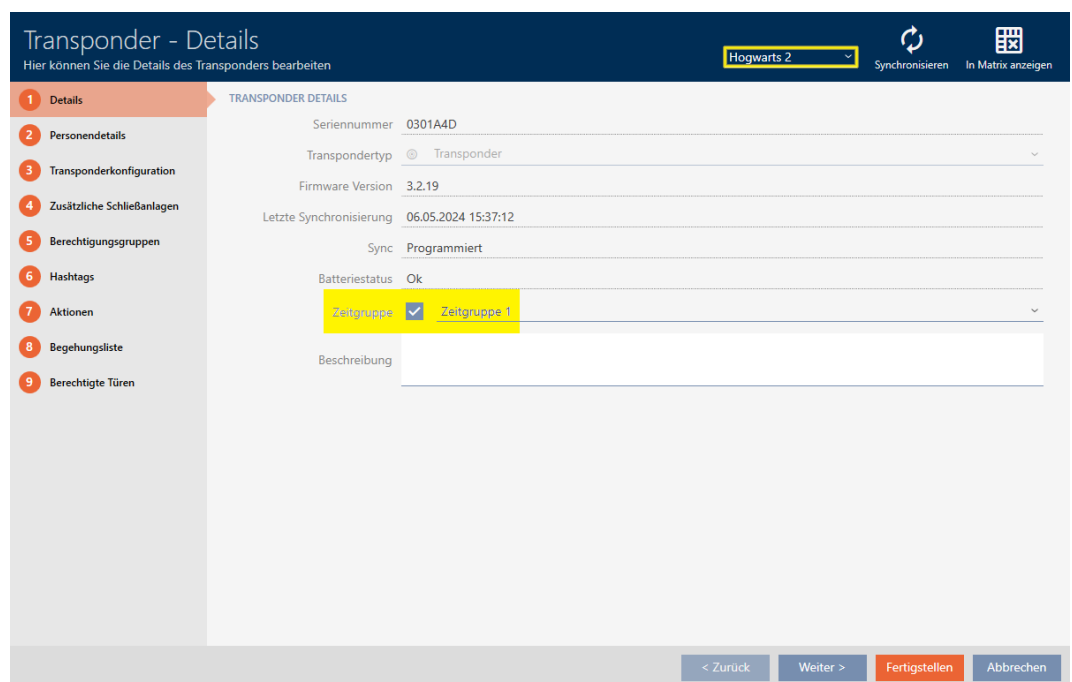 Transponder - Details
Hier können Sie die Details des Transponders bearbeiten
Hogwarts 2
Synchronisieren
In Matrix anzeigen
1 Details
2 Personendetails
3 Transponderkonfiguration
4 Zusätzliche Schließanlagen
5 Berechtigungsgruppen
6 Hashtags
7 Aktionen
8 Begehungsliste
9 Berechtigte Türen
TRANSPONDER DETAILS
Seriennummer 0301A4D
Transpondertyp Transponder
Firmware Version 3.2.19
Letzte Synchronisierung 06.05.2024 15:37:12
Sync Programmiert
Batteriestatus Ok
Zeitgruppe Zeitgruppe 1
Beschreibung
< Zurück
Weiter >
Fertigstellen
Abbrechen